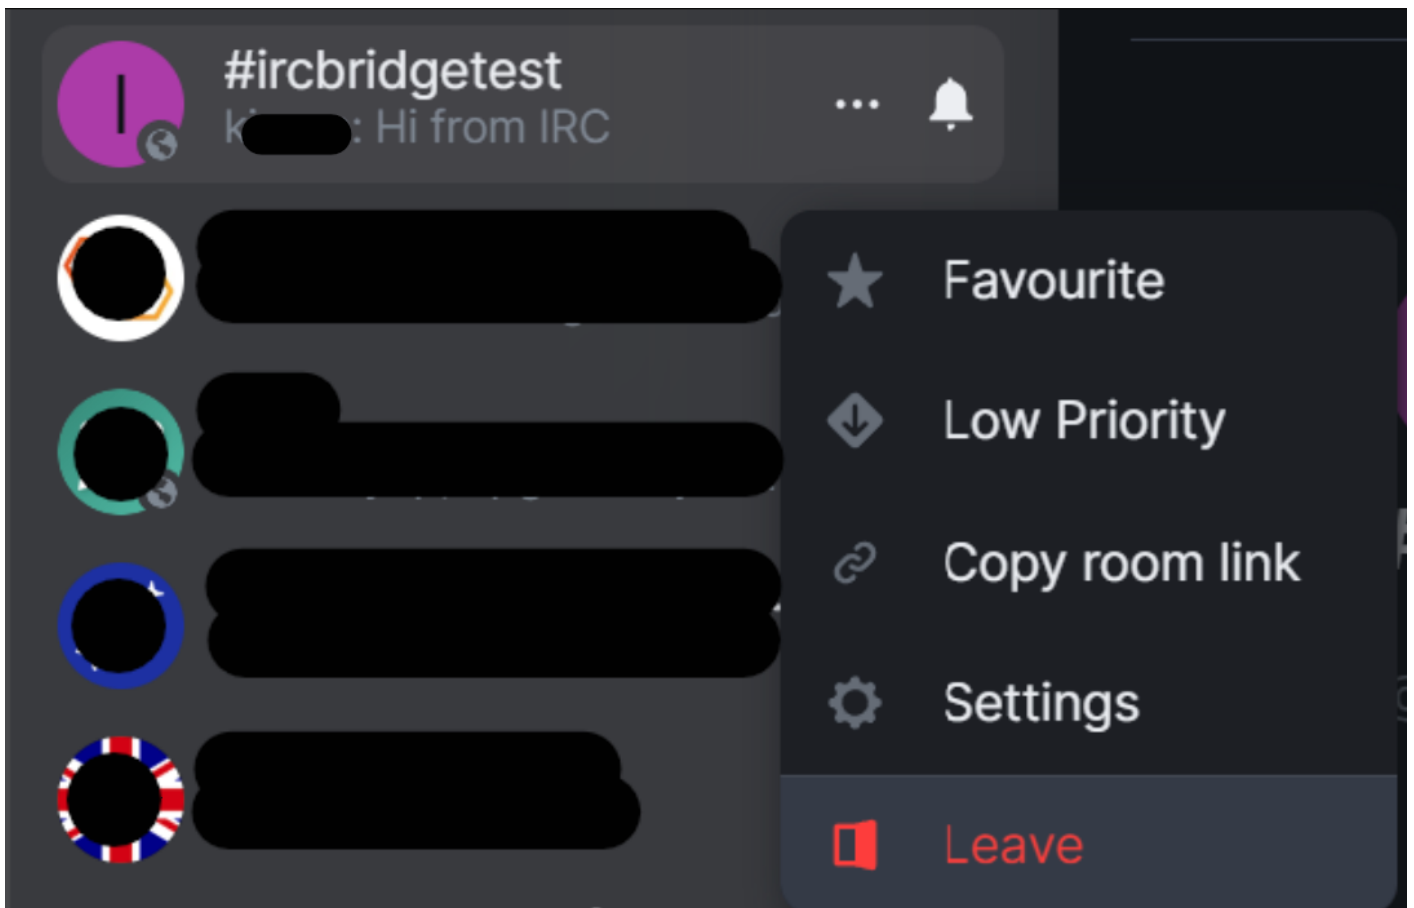 I
#ircbridgetest
: Hi from IRC
Favourite
Low Priority
Copy room link
Settings
Leave